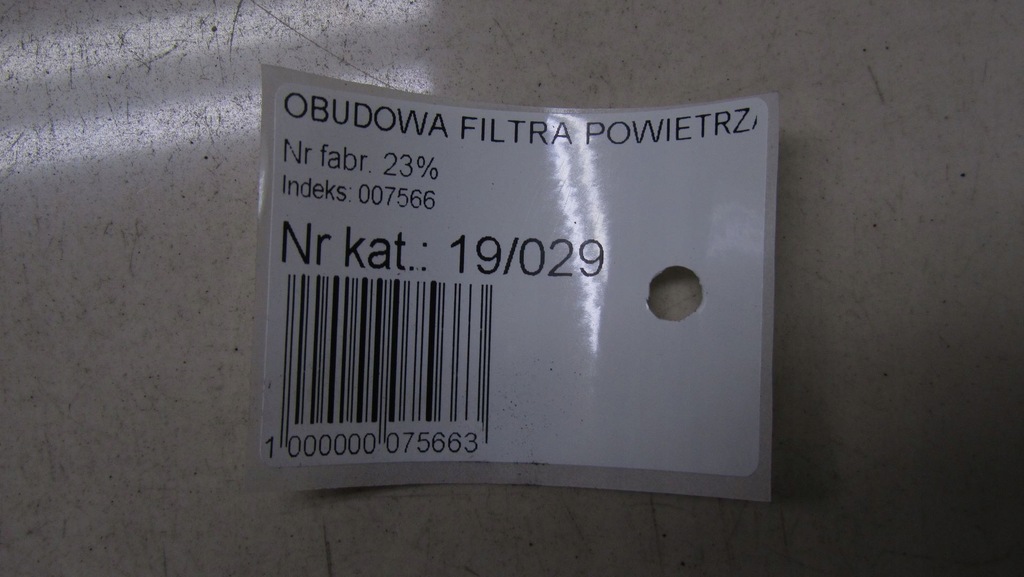 OBUDOWA FILTRA POWIETRZ
Nr fabr. 23%
Indeks: 007566
Nr kat.: 19/029
1 000000 075663